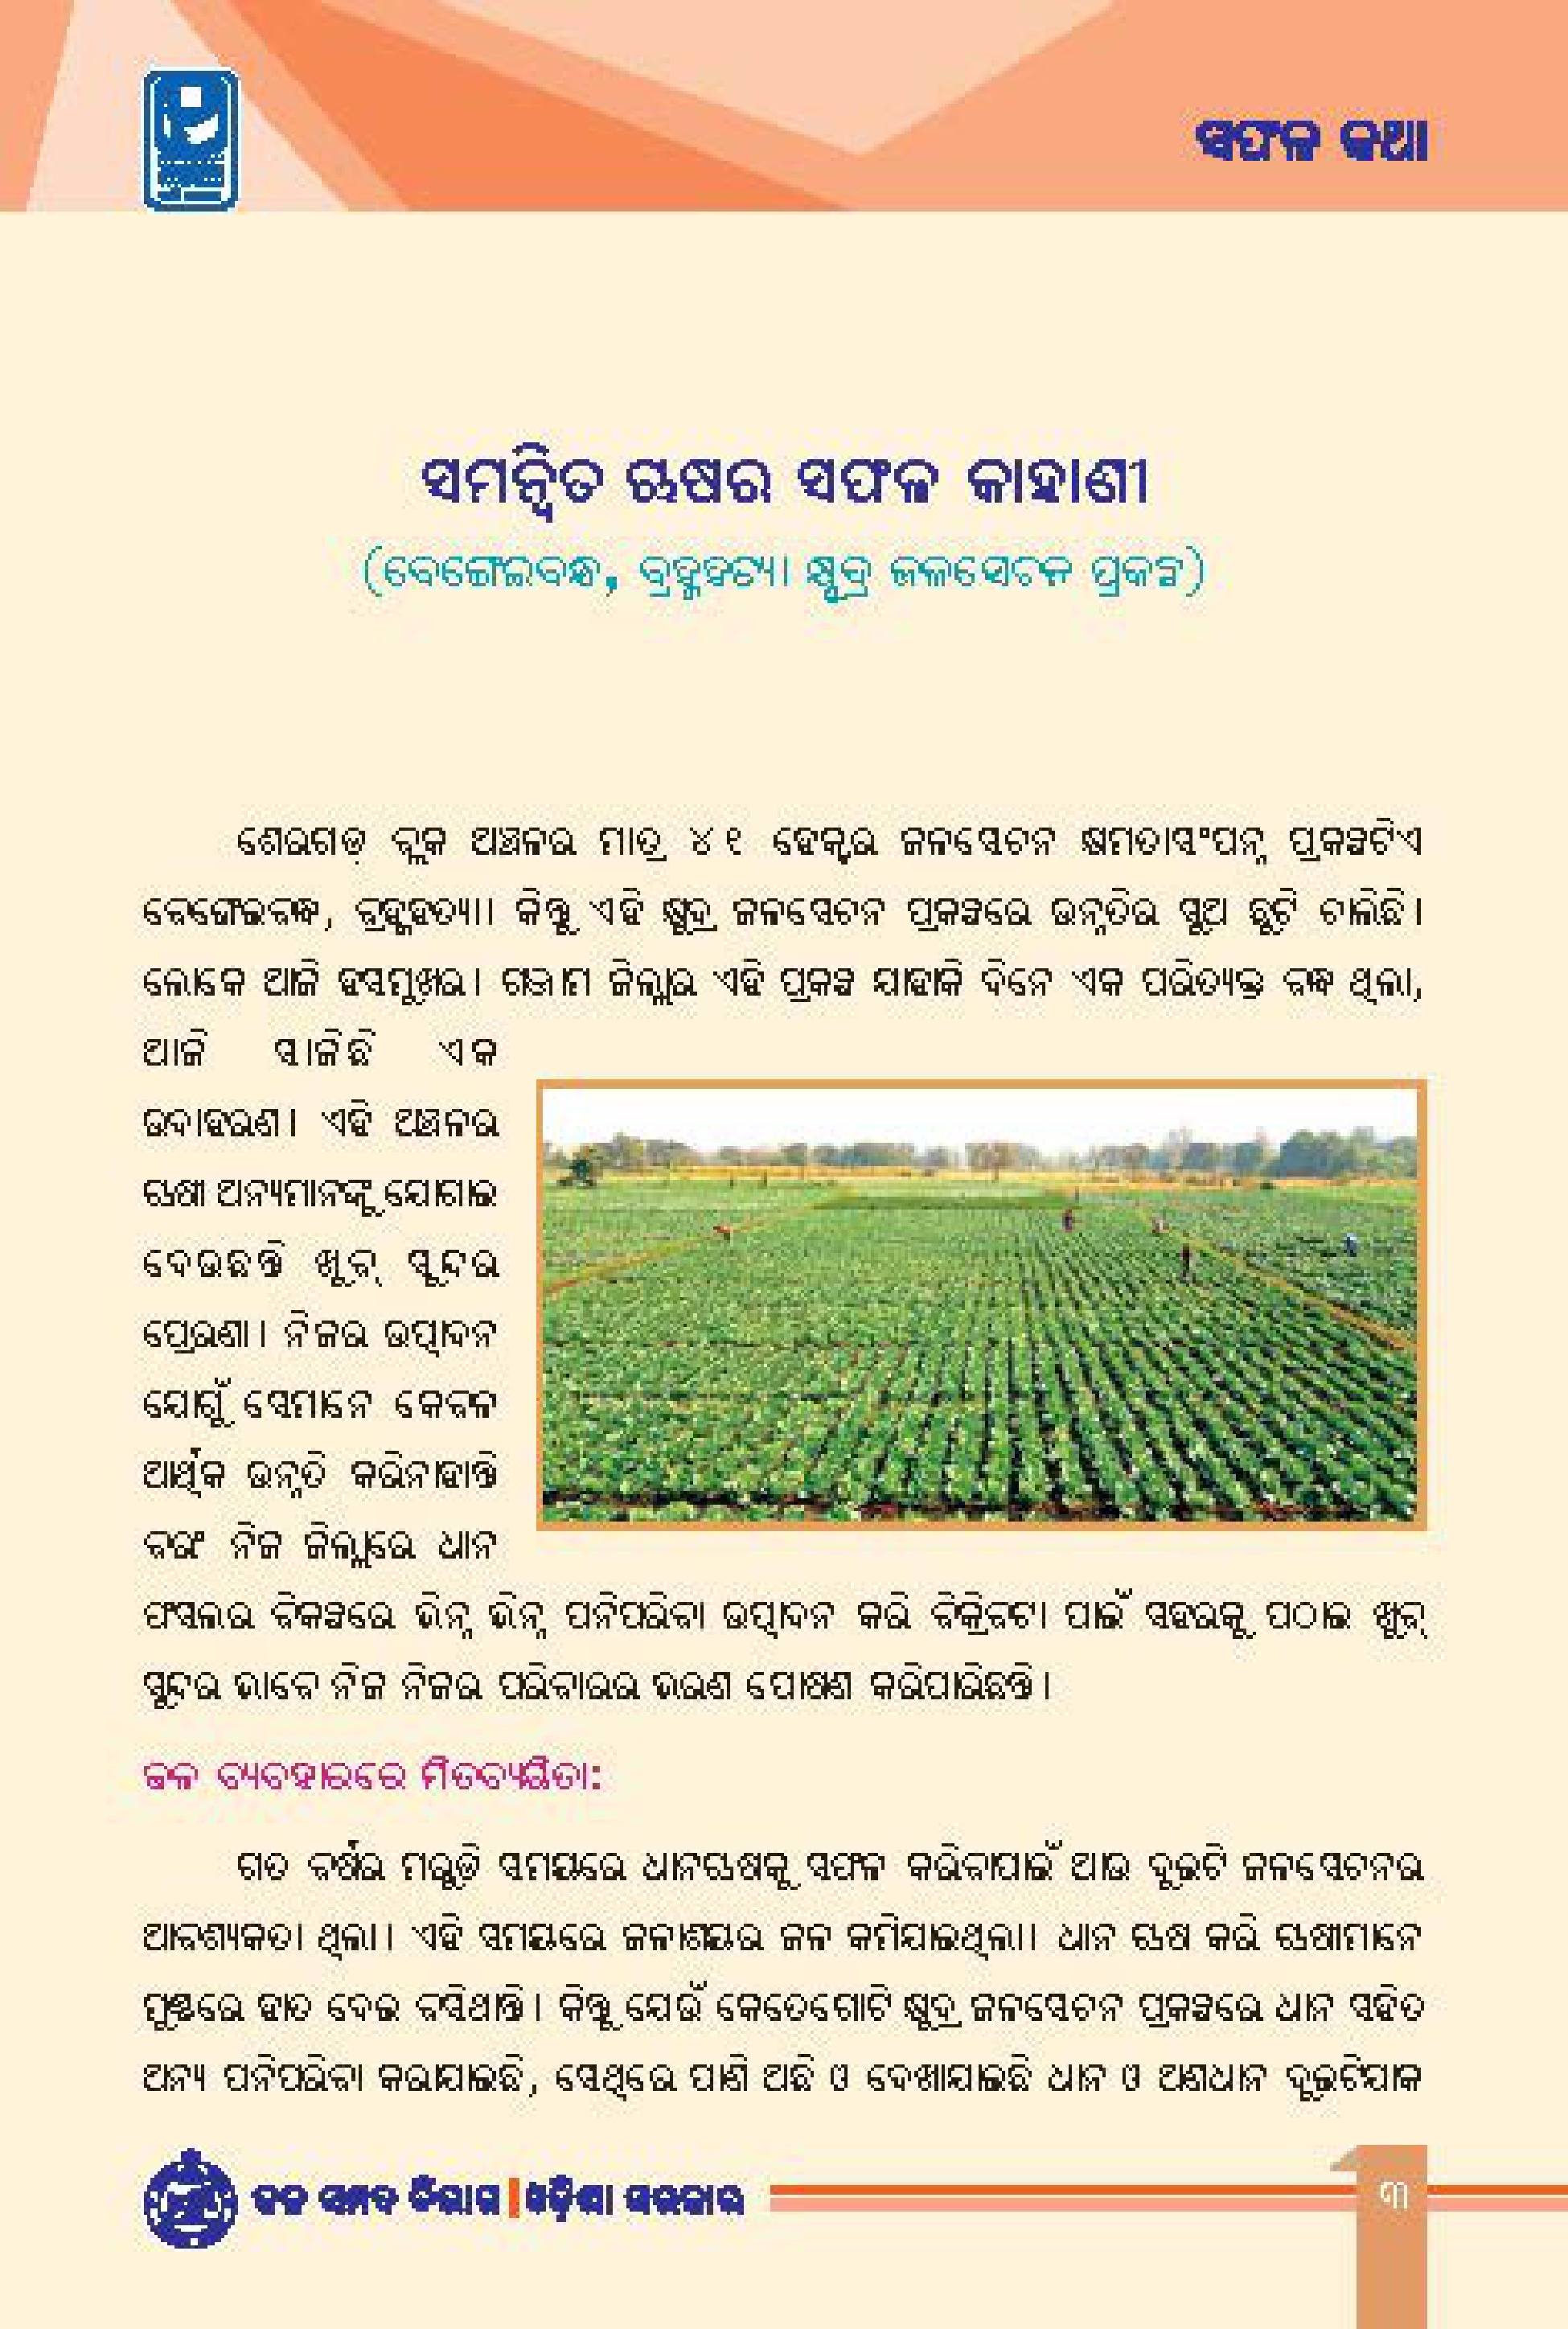 ସଫଳ କଥା
ସମନ୍ୱିତ ଚାଷର ସଫଳ କାହାଣୀ
(ବେଙ୍ଗେଇବନ୍ଧ, ବ୍ରହ୍ମହତ୍ୟା କ୍ଷୁଦ୍ର ଜଳସେଚନ ପ୍ରକଳ୍ପ)
ଶେରଗଡ଼ ବ୍ଲକ ଅଞ୍ଚଳର ମାତ୍ର ୪୧ ହେକ୍ଟର ଜଳସେଚନ କ୍ଷମତାସଂପନ୍ନ ପ୍ରକଳ୍ପଟିଏ
ବେଙ୍ଗେଇବନ୍ଧ, ବ୍ରହ୍ମହତ୍ୟା। କିନ୍ତୁ ଏହି କ୍ଷୁଦ୍ର ଜଳସେଚନ ପ୍ରକଳ୍ପରେ ଉନ୍ନତିର ସୁଅ ଛୁଟି ଚାଲିଛି।
ଲୋକେ ଆଜି ହସମୁଖର। ଗଞ୍ଜାମ ଜିଲ୍ଲାର ଏହି ପ୍ରକଳ୍ପ ଯାହାକି ଦିନେ ଏକ ପରିତ୍ୟକ୍ତ ବନ୍ଧ ଥିଲା,
ଆଜି ସାଜିଛି ଏକ
ଉଦାହରଣ। ଏହି ଅଞ୍ଚଳର
ଚାଷୀ ଅନ୍ୟମାନଙ୍କୁ ଯୋଗାଇ
ଦେଉଛନ୍ତି ଖୁବ୍ ସୁନ୍ଦର
ପ୍ରେରଣା। ନିଜର ଉତ୍ପାଦନ
ଯୋଗୁଁ ସେମାନେ କେବଳ
ଆର୍ଥିକ ଉନ୍ନତି କରିନାହାନ୍ତି
ବରଂ ନିଜ ଜିଲ୍ଲାରେ ଧାନ
ଫସଲର ବିକଳ୍ପରେ ଭିନ୍ନ ଭିନ୍ନ ପନିପରିବା ଉତ୍ପାଦନ କରି ବିକ୍ରିବଟା ପାଇଁ ସହରକୁ ପଠାଇ ଖୁବ୍
ସୁନ୍ଦର ଭାବେ ନିଜ ନିଜର ପରିବାରର ଭରଣ ପୋଷଣ କରିପାରିଛନ୍ତି।
ଜଳ ବ୍ୟବହାରରେ ମିତବ୍ୟୟିତା:
ଗତ ବର୍ଷର ମରୁଡ଼ି ସମୟରେ ଧାନଚାଷକୁ ସଫଳ କରିବାପାଇଁ ଆଉ ଦୁଇଟି ଜଳସେଚନର
ଆବଶ୍ୟକତା ଥିଲା। ଏହି ସମୟରେ ଜଳାଶୟର ଜଳ କମିଯାଇଥିଲା। ଧାନ ଚାଷ କରି ଚାଷୀମାନେ
ମୁଣ୍ଡରେ ହାତ ଦେଇ ବସିଥାନ୍ତି। କିନ୍ତୁ ଯେଉଁ କେତେଗୋଟି କ୍ଷୁଦ୍ର ଜଳସେଚନ ପ୍ରକଳ୍ପରେ ଧାନ ସହିତ
ଅନ୍ୟ ପନିପରିବା କରାଯାଇଛି, ସେଥିରେ ପାଣି ଅଛି ଓ ଦେଖାଯାଇଛି ଧାନ ଓ ଅଣଧାନ ଦୁଇଟିଯାକ
ଜଳ ସମ୍ପଦ ବିଭାଗ | ଓଡ଼ିଶା ସରକାର
୩